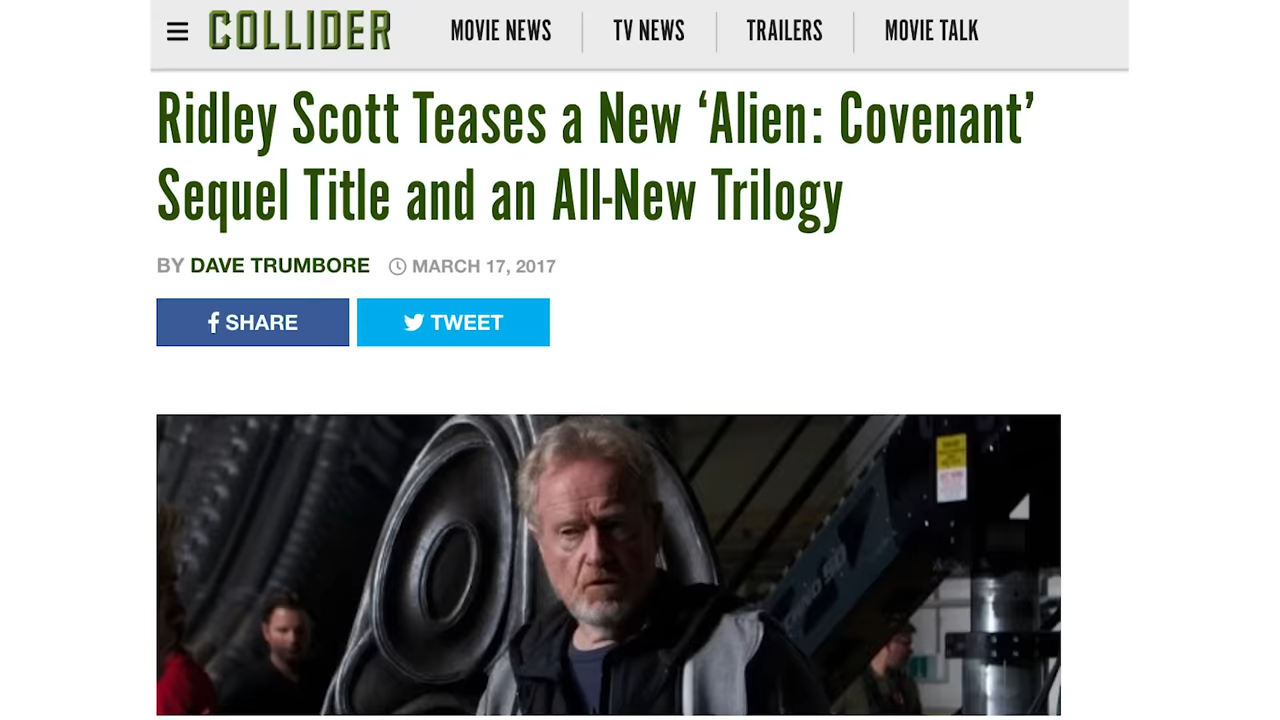 COLLIDER
MOVIE NEWS
TV NEWS
TRAILERS
MOVIE TALK
Ridley Scott Teases a New ‘Alien: Covenant’
Sequel Title and an All-New Trilogy
BY DAVE TRUMBORE MARCH 17, 2017
SHARE
TWEET